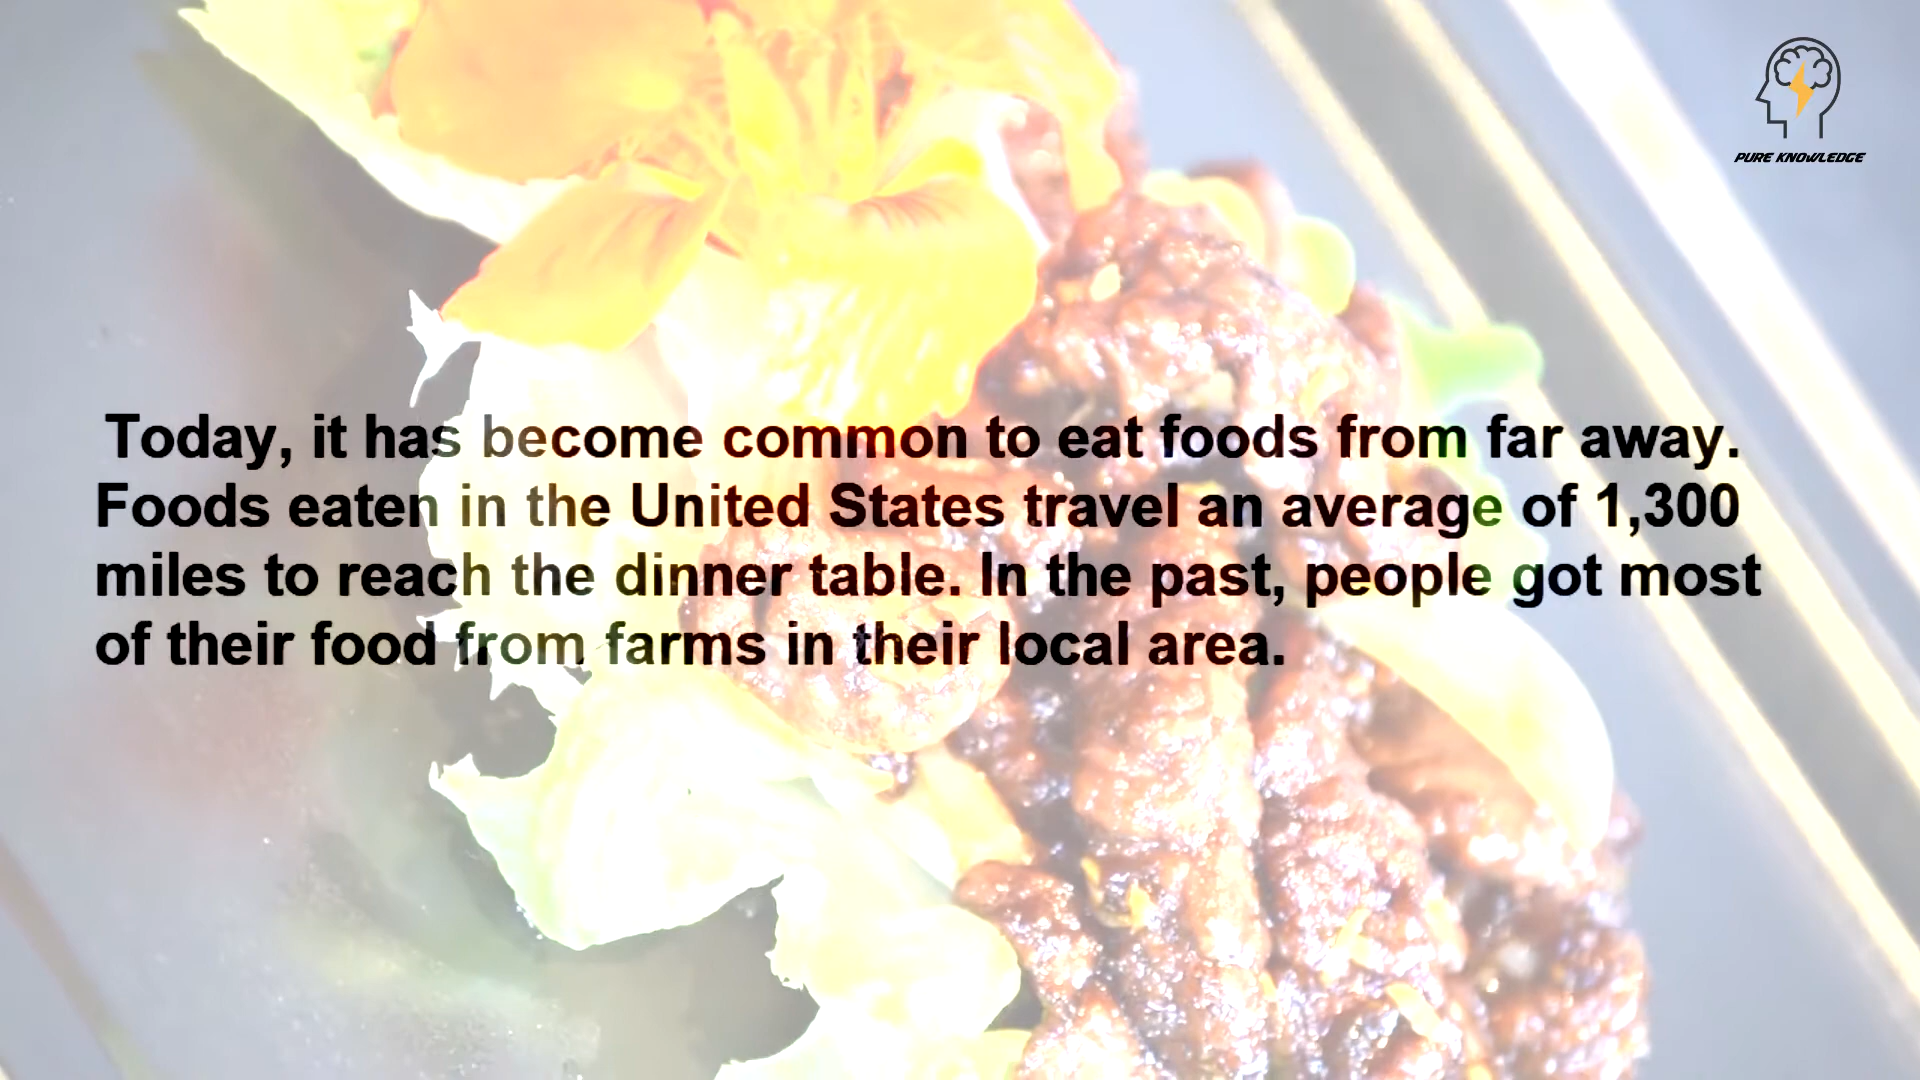 PURE KNOWLEDGE
Today, it has become common to eat foods from far away.
Foods eaten in the United States travel an average of 1,300
miles to reach the dinner table. In the past, people got most
of their food from farms in their local area.